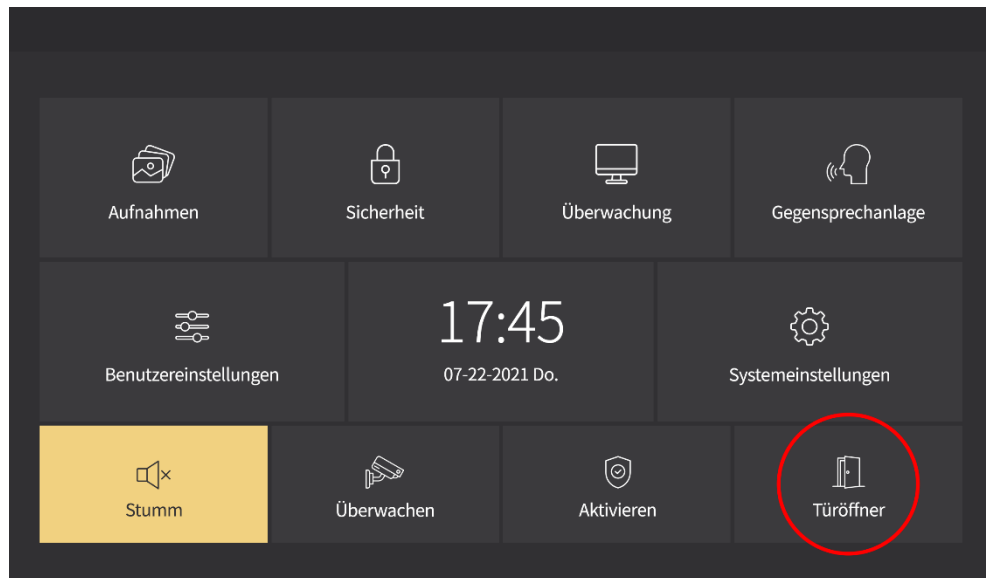 Aufnahmen
Sicherheit
Überwachung
Gegensprechanlage
Benutzereinstellungen
17:45
07-22-2021 Do.
Systemeinstellungen
Stumm
Überwachen
Aktivieren
Türöffner